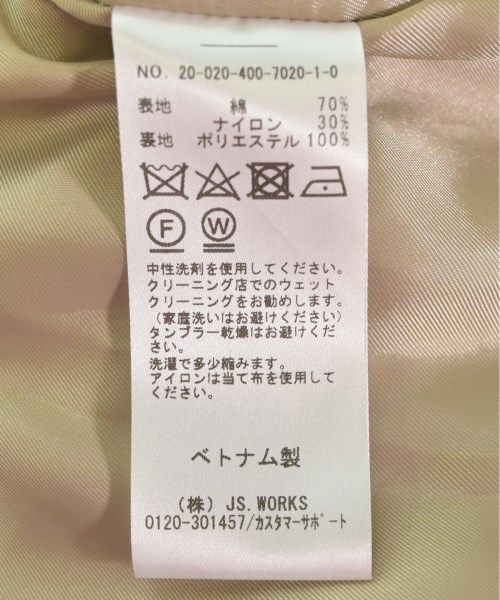 NO. 20-020-400-7020-1-0
表地 綿 70%
ナイロン 30%
裏地 ポリエステル 100%
F W
中性洗剤を使用してください。
クリーニング店でのウェット
クリーニングをお勧めします。
(家庭洗いはお避けください)
タンブラー乾燥はお避けくだ
さい。
洗濯で多少縮みます。
アイロンは当て布を使用して
ください。
ベトナム製
(株) JS.WORKS
0120-301457/カスタマーサポート